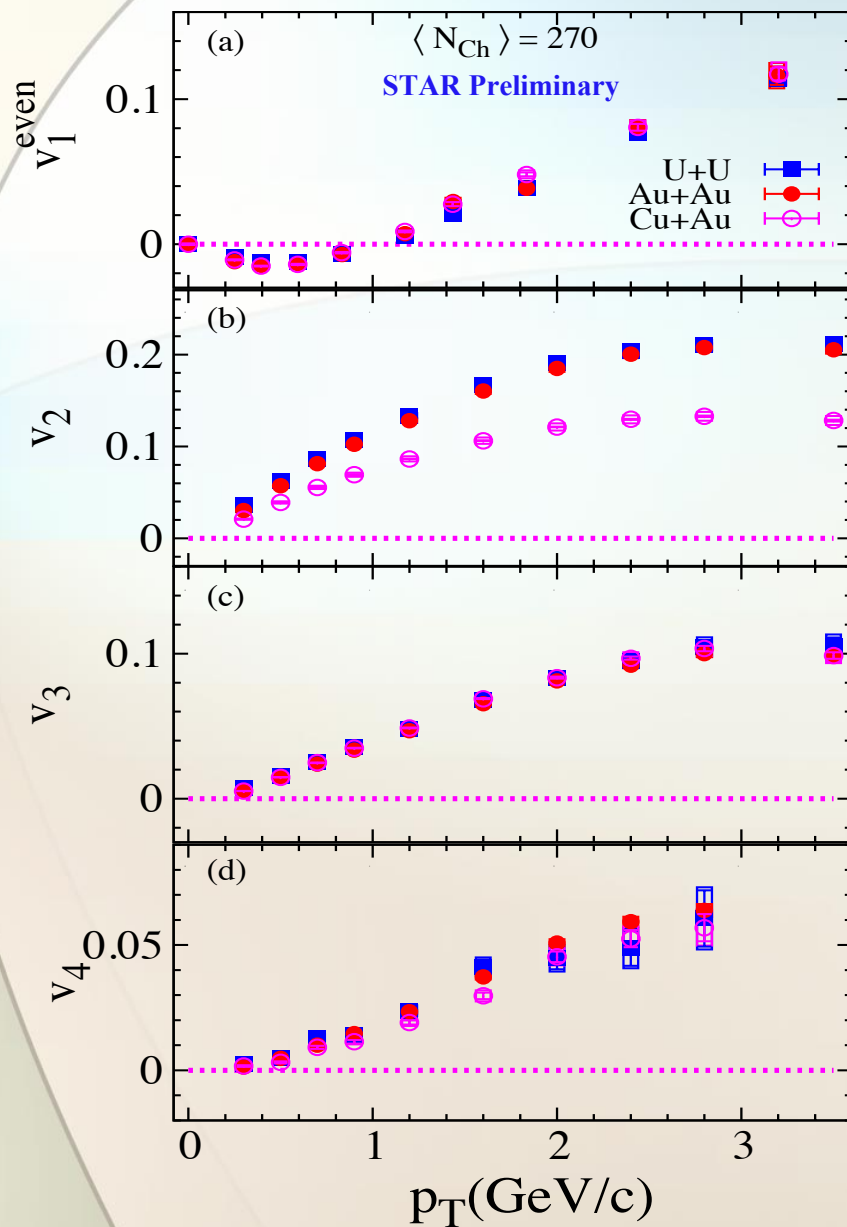 (a)
⟨ N_Ch ⟩ = 270
STAR Preliminary
v_1^even
0.1
0
U+U
Au+Au
Cu+Au
(b)
v_2
0.2
0.1
0
(c)
v_3
0.1
0
(d)
v_4
0.05
0
0 1 2 3
p_T(GeV/c)